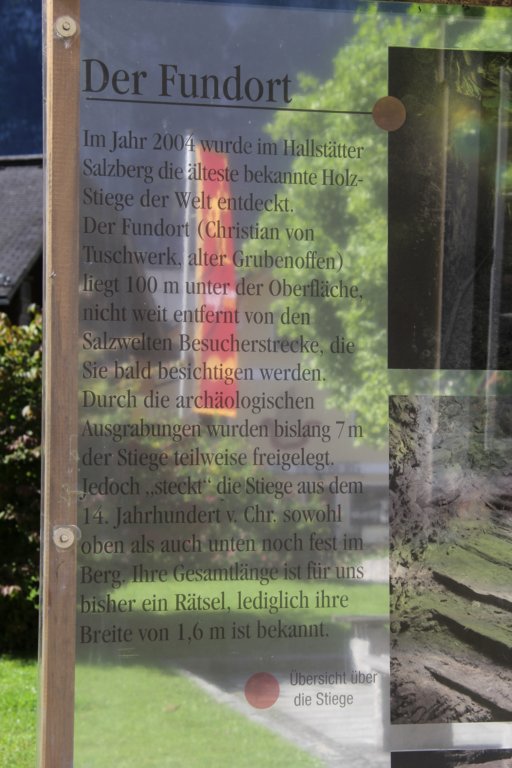 Der Fundort
Im Jahr 2004 wurde im Hallstätter
Salzberg die älteste bekannte Holz-
Stiege der Welt entdeckt.
Der Fundort (Christian von
Tuschwerk, alter Grubenoffen)
liegt 100 m unter der Oberfläche,
nicht weit entfernt von den
Salzwelten Besucherstrecke, die
Sie bald besichtigen werden.
Durch die archäologischen
Ausgrabungen wurden bislang 7 m
der Stiege teilweise freigelegt.
Jedoch „steckt“ die Stiege aus dem
14. Jahrhundert v. Chr. sowohl
oben als auch unten noch fest im
Berg. Ihre Gesamtlänge ist für uns
bisher ein Rätsel, lediglich ihre
Breite von 1,6 m ist bekannt.
Übersicht über
die Stiege